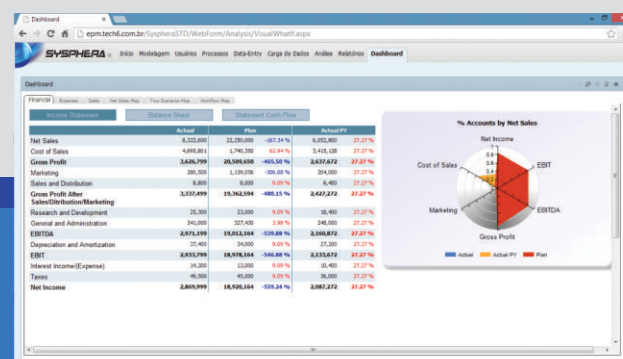 Dashboard
epm.tech6.com.br/SyspheraSTD/WebForm/Analysis/VisualWhatIf.aspx
SYSPHERA Início Modelagem Usuários Processos Data-Entry Carga de Dados Análise Relatórios Dashboard
Dashboard
Financial Expenses Sales Net Sales Map Two Scenarios Map Workflow Map
Income Statement Balance Sheet Statement Cash Flow
Actual Plan Actual PY
Net Sales 8,322,600 22,250,000 -167.34 % 6,052,800 27.27 %
Cost of Sales 4,695,801 1,740,350 62.94 % 3,415,128 27.27 %
Gross Profit 3,626,799 20,509,650 -465.50 % 2,637,672 27.27 %
Marketing 280,500 1,139,056 -306.08 % 204,000 27.27 %
Sales and Distribution 8,800 8,000 9.09 % 6,400 27.27 %
Gross Profit After
Sales/Ditribution/Marketing 3,337,499 19,362,594 -480.15 % 2,427,272 27.27 %
Research and Development 25,300 23,000 9.09 % 18,400 27.27 %
General and Administration 341,000 327,400 3.98 % 248,000 27.27 %
EBITDA 2,971,199 19,012,164 -539.88 % 2,160,872 27.27 %
Depreciation and Amortization 37,400 34,000 9.09 % 27,200 27.27 %
EBIT 2,933,799 18,978,164 -546.88 % 2,133,672 27.27 %
Interest Income/(Expense) 14,300 13,000 9.09 % 10,400 27.27 %
Taxes 49,500 45,000 9.09 % 36,000 27.27 %
Net Income 2,869,999 18,920,164 -559.24 % 2,087,272 27.27 %
% Accounts by Net Sales
Net Income
1
0.8
0.6
0.4
Cost of Sales EBIT
Marketing EBITDA
Gross Profit
Actual Actual PY Plan